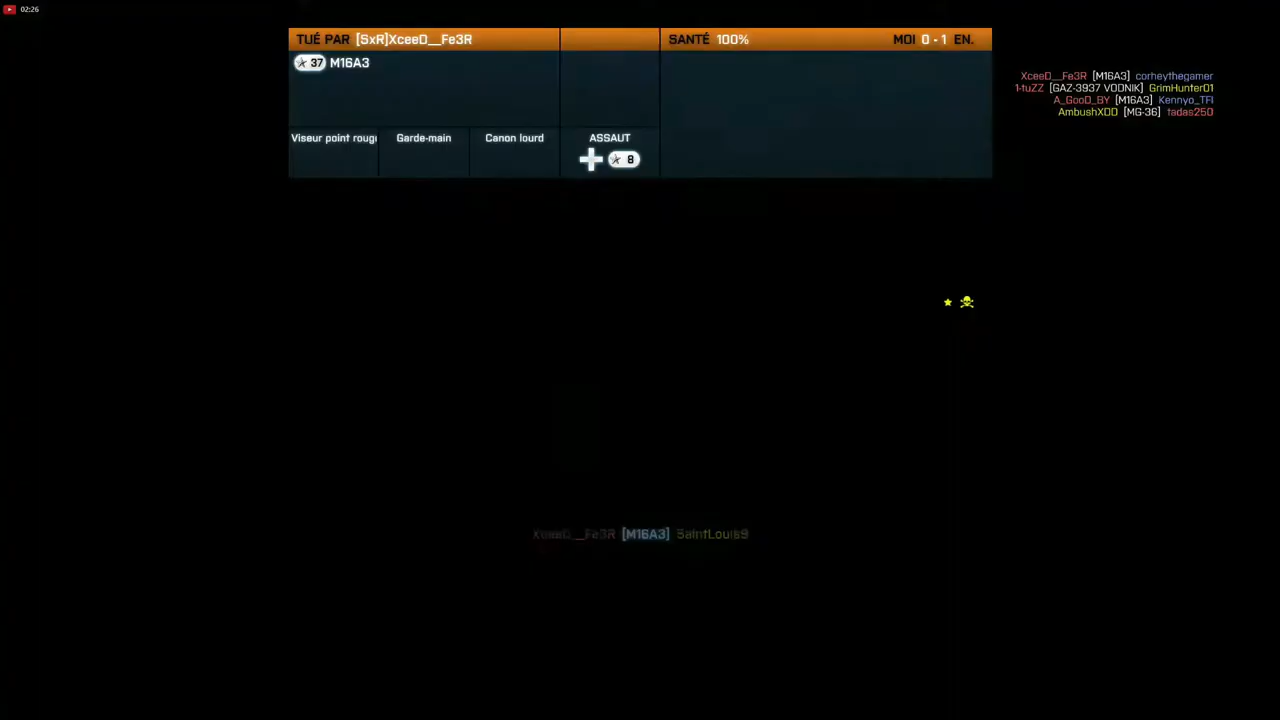 02:26
TUÉ PAR [SxR]XceeD__Fe3R SANTÉ 100% MOI 0 - 1 EN.
37 M16A3
XceeD__Fe3R [M16A3] corheythegamer
1-tuZZ [GAZ-3937 VODNIK] GrimHunter01
A_GooD_BY [M16A3] Kennyo_TFI
AmbushXDD [MG-36] tadas250
Viseur point roug Garde-main Canon lourd ASSAUT
8
XceeD__Fe3R [M16A3] SaintLouis9